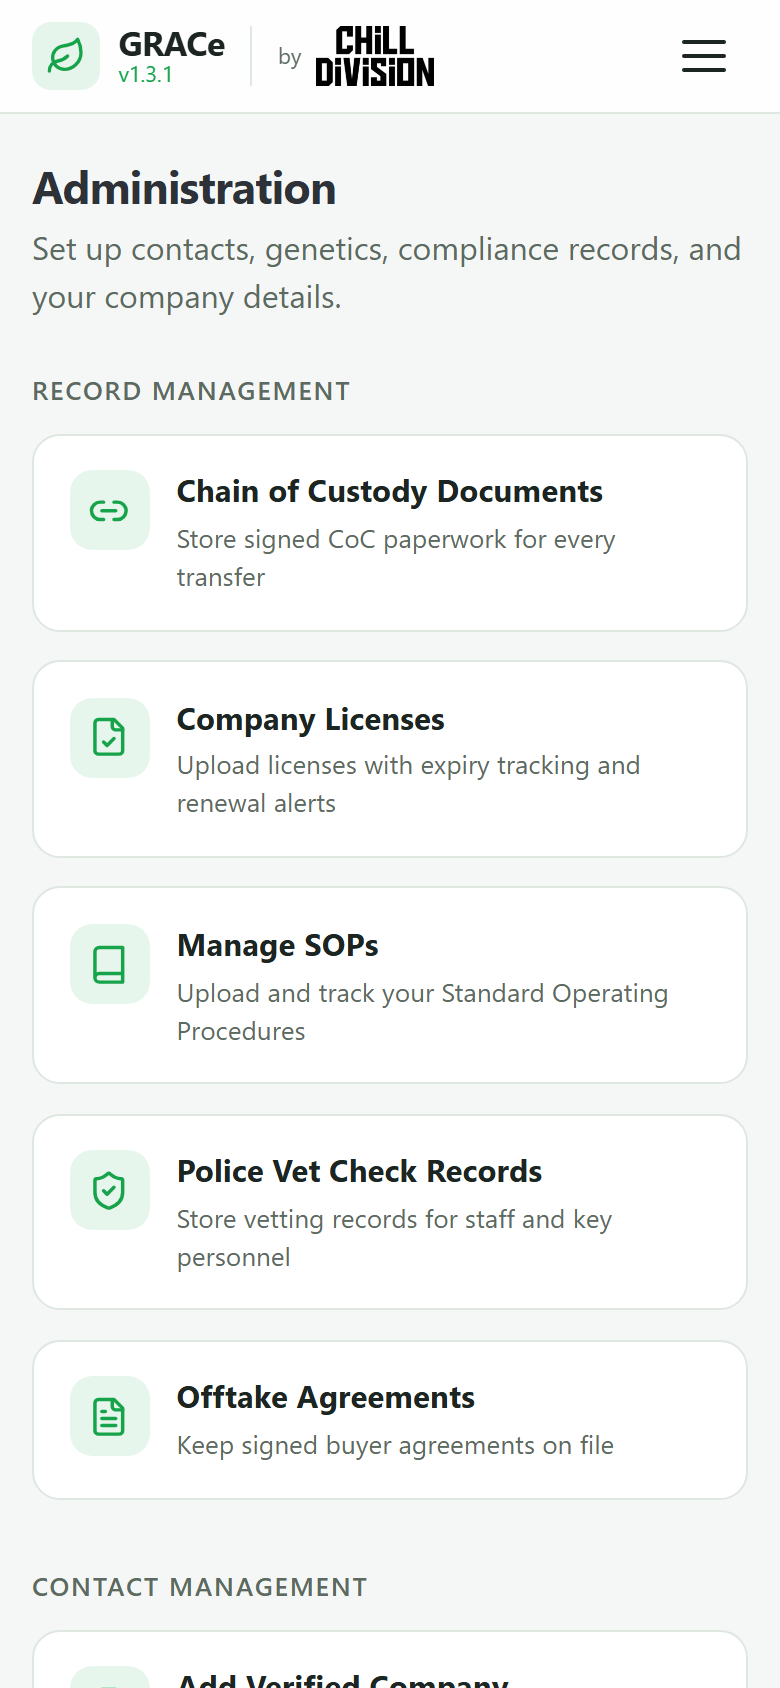 GRACe
v1.3.1
by
CHiLL
DiViSiON
Administration
Set up contacts, genetics, compliance records, and
your company details.
RECORD MANAGEMENT
Chain of Custody Documents
Store signed CoC paperwork for every
transfer
Company Licenses
Upload licenses with expiry tracking and
renewal alerts
Manage SOPs
Upload and track your Standard Operating
Procedures
Police Vet Check Records
Store vetting records for staff and key
personnel
Offtake Agreements
Keep signed buyer agreements on file
CONTACT MANAGEMENT
Add Verified Company